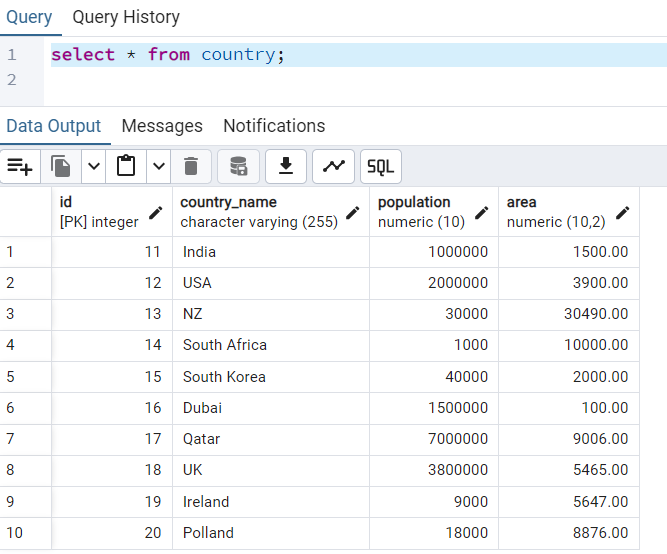 Query Query History
1 select * from country;
2
Data Output Messages Notifications
SQL
id country_name population area
[PK] integer character varying (255) numeric (10) numeric (10,2)
1 11 India 1000000 1500.00
2 12 USA 2000000 3900.00
3 13 NZ 30000 30490.00
4 14 South Africa 1000 10000.00
5 15 South Korea 40000 2000.00
6 16 Dubai 1500000 100.00
7 17 Qatar 7000000 9006.00
8 18 UK 3800000 5465.00
9 19 Ireland 9000 5647.00
10 20 Polland 18000 8876.00